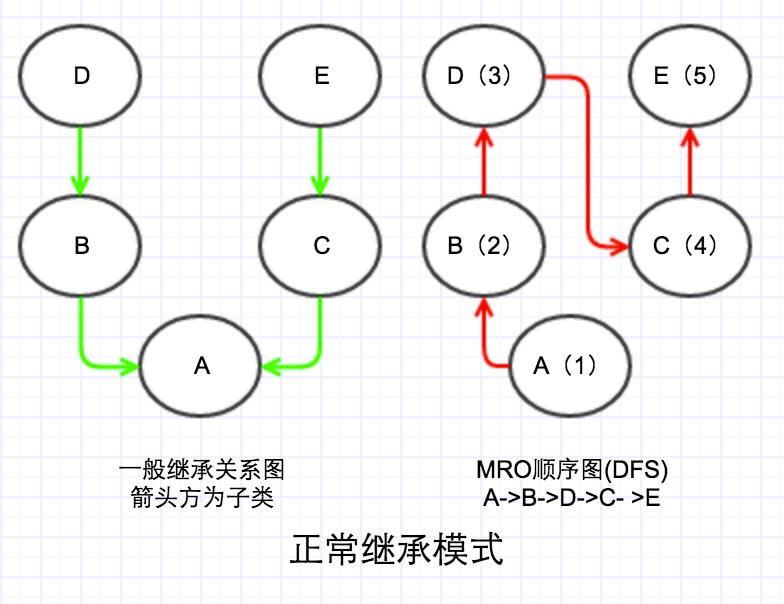 D
E
D（3）
E（5）
B
C
B（2）
C（4）
A
A（1）
一般继承关系图
箭头方为子类
MRO顺序图(DFS)
A->B->D->C- >E
正常继承模式